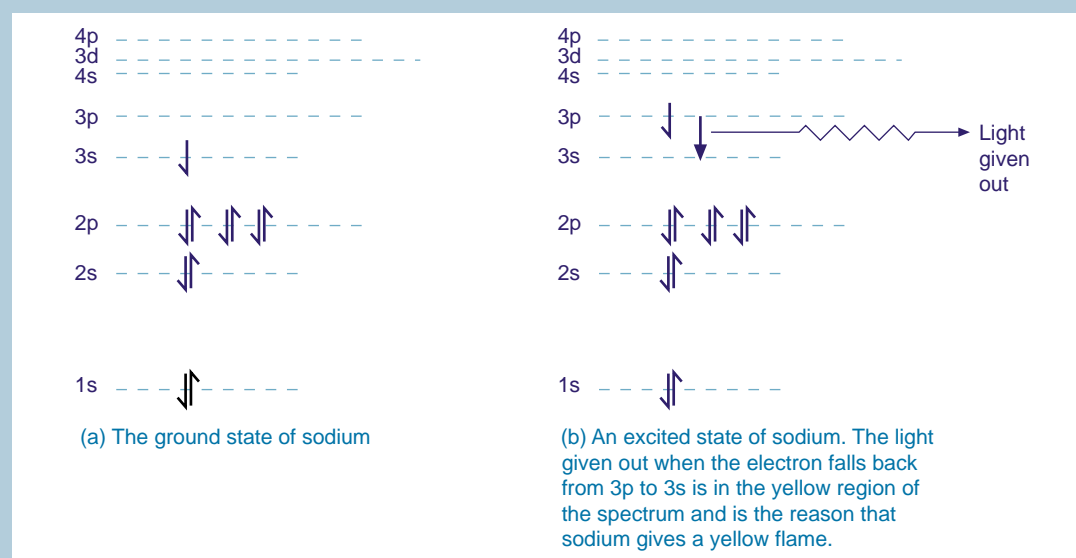 4p
3d
4s
3p
3s
2p
2s
1s
(a) The ground state of sodium
4p
3d
4s
3p
3s
2p
2s
1s
Light
given
out
(b) An excited state of sodium. The light
given out when the electron falls back
from 3p to 3s is in the yellow region of
the spectrum and is the reason that
sodium gives a yellow flame.